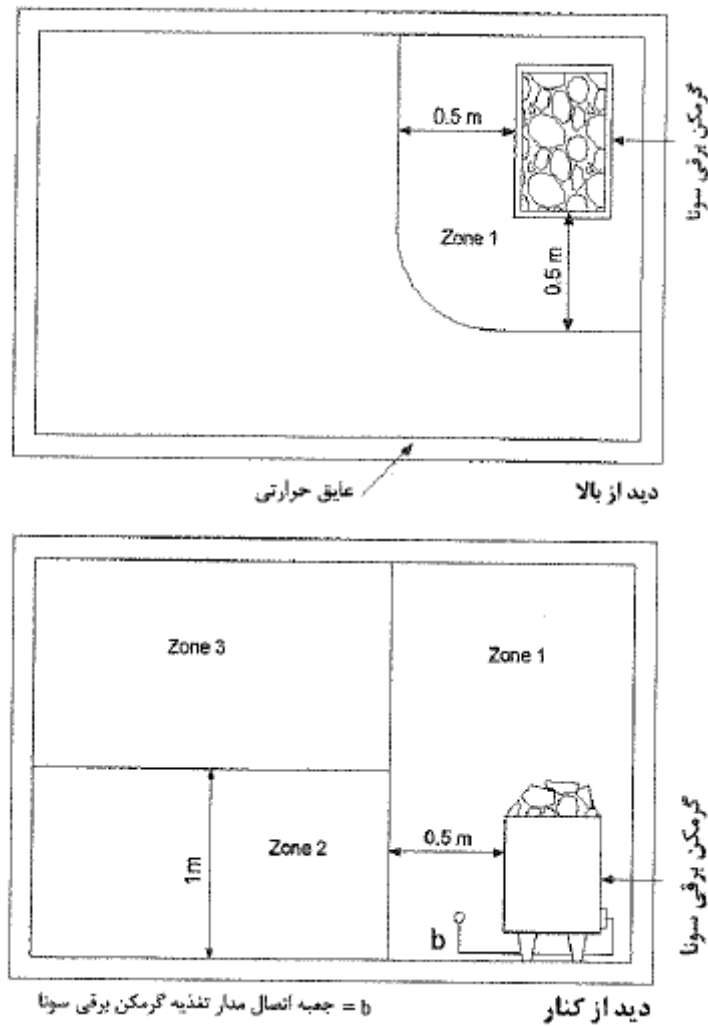 0.5 m
گرمکن برقی سونا
Zone 1
0.5 m
عایق حرارتی
دید از بالا
Zone 3
Zone 1
گرمکن برقی سونا
0.5 m
Zone 2
1m
b
b = جعبه اتصال مدار تغذیه گرمکن برقی سونا
دید از کنار